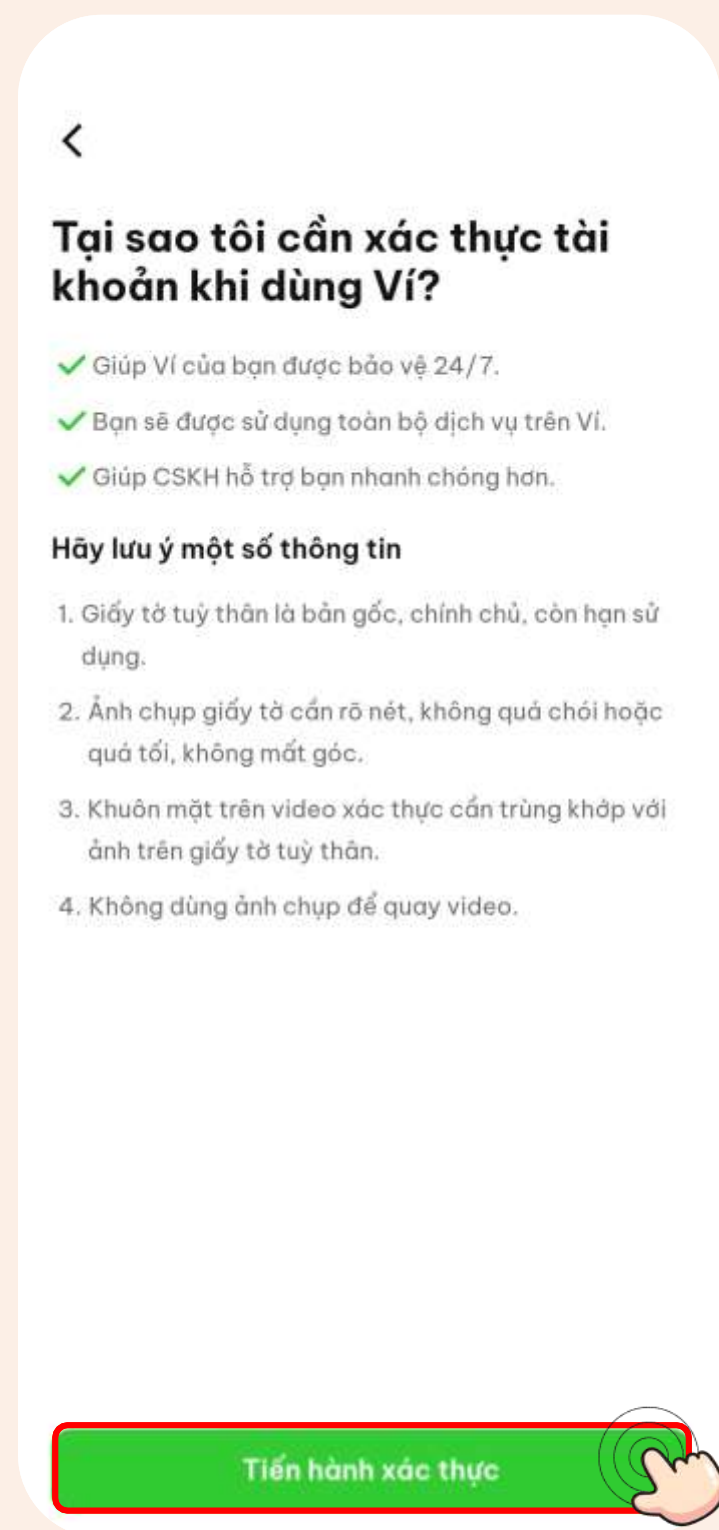 Tại sao tôi cần xác thực tài
khoản khi dùng Ví?
Giúp Ví của bạn được bảo vệ 24/7.
Bạn sẽ được sử dụng toàn bộ dịch vụ trên Ví.
Giúp CSKH hỗ trợ bạn nhanh chóng hơn.
Hãy lưu ý một số thông tin
1. Giấy tờ tuỳ thân là bản gốc, chính chủ, còn hạn sử
dụng.
2. Ảnh chụp giấy tờ cần rõ nét, không quá chói hoặc
quá tối, không mất góc.
3. Khuôn mặt trên video xác thực cần trùng khớp với
ảnh trên giấy tờ tuỳ thân.
4. Không dùng ảnh chụp để quay video.
Tiến hành xác thực